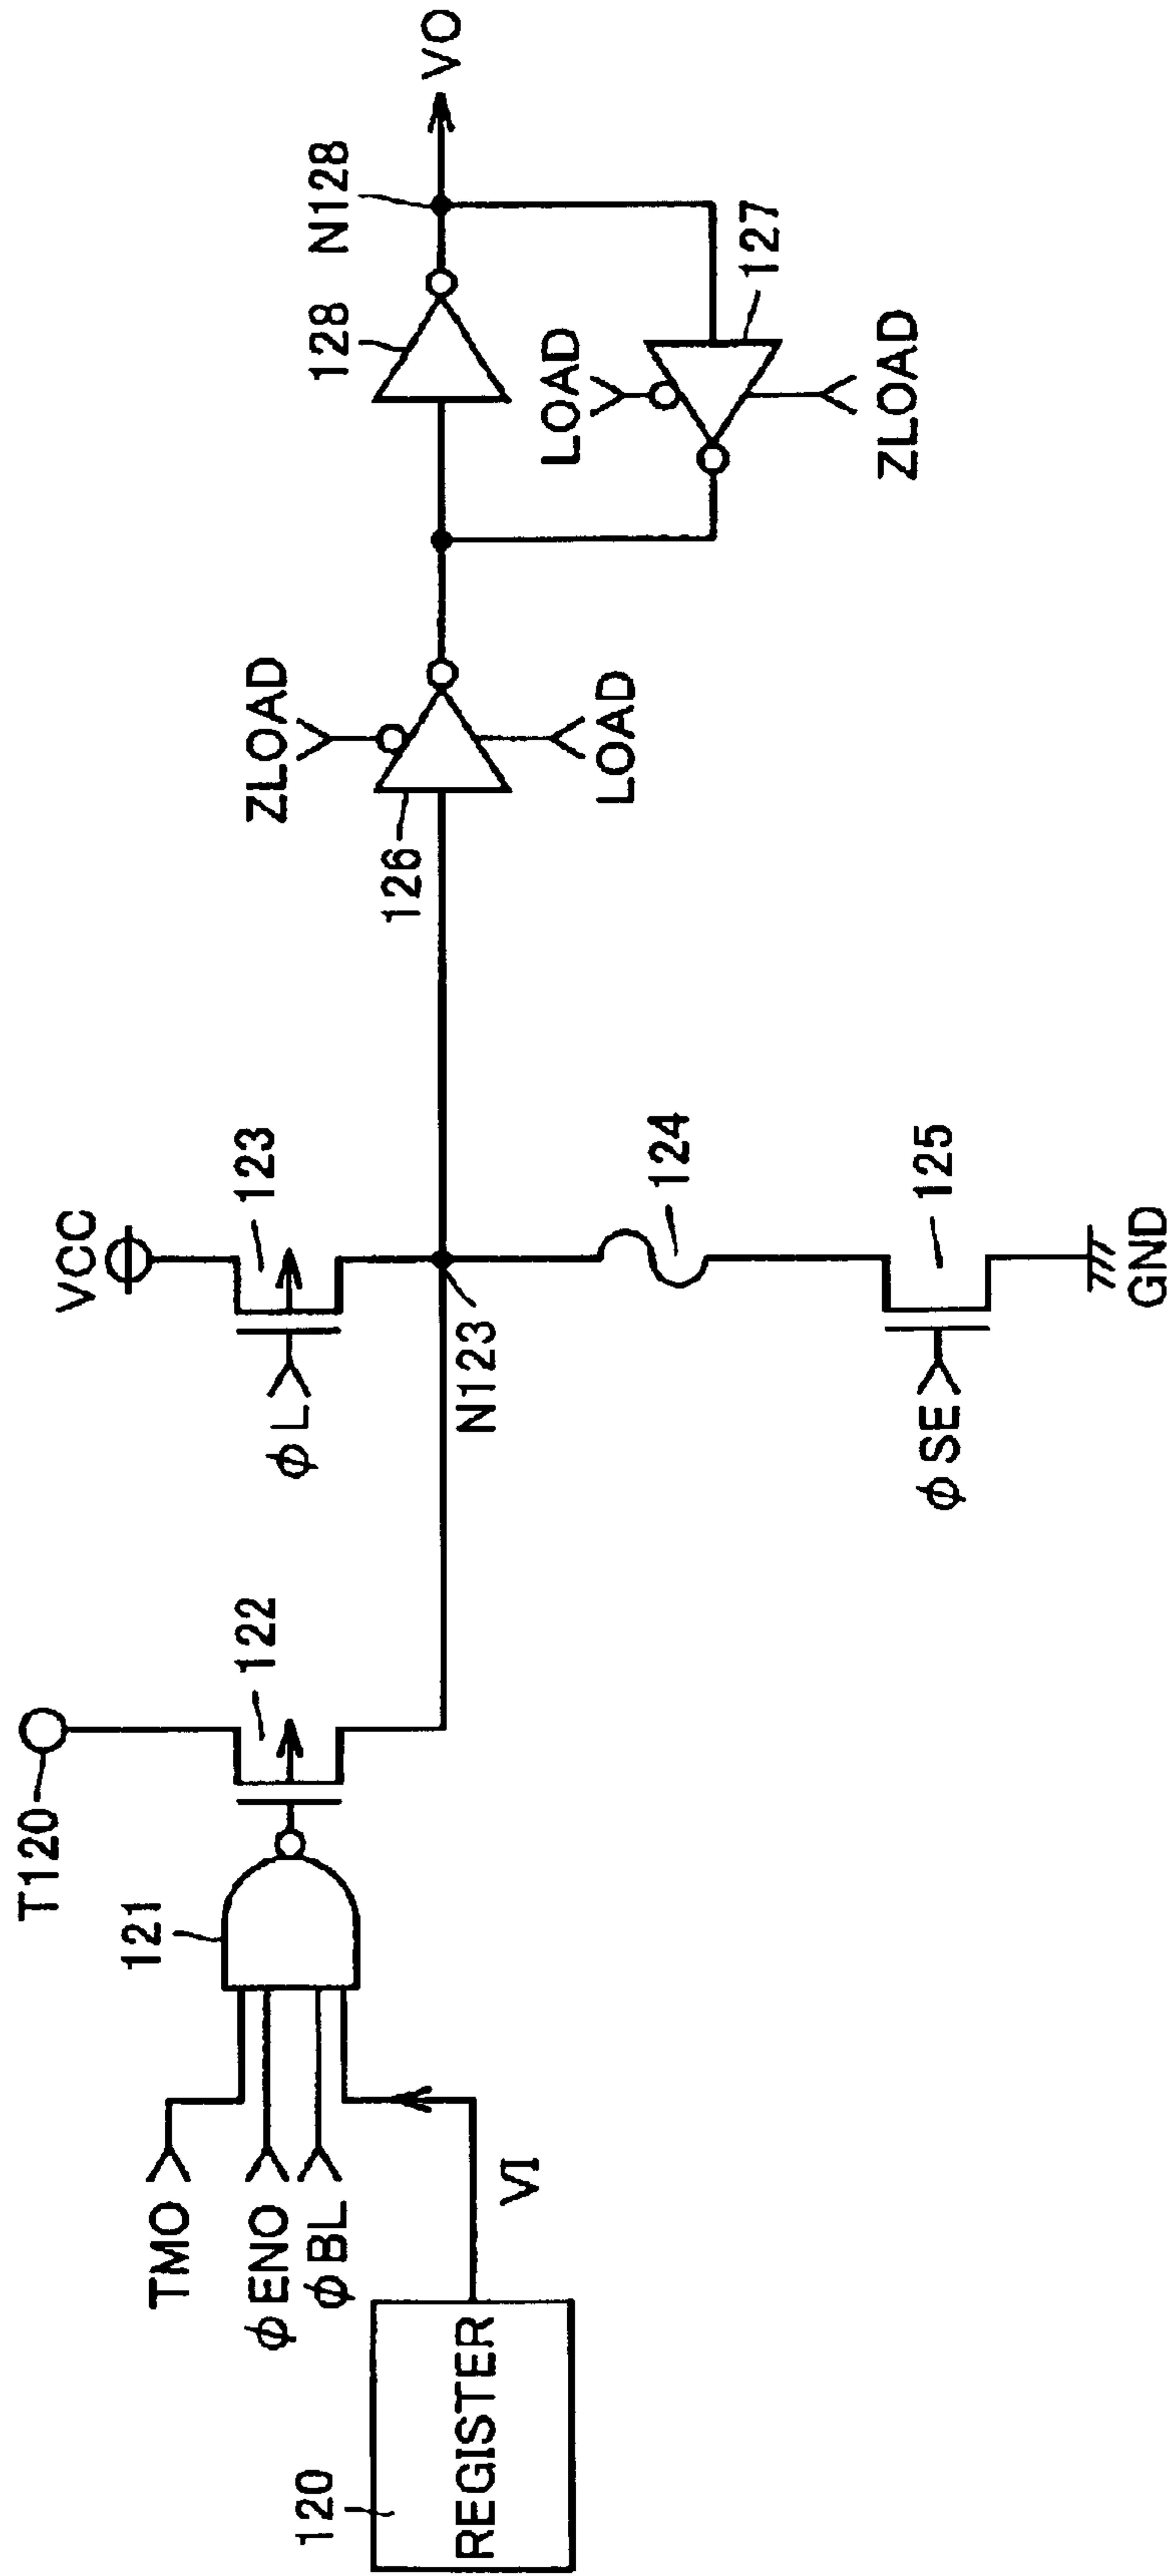 T120
122
121
TMO
φENO
φBL
VI
120
REGISTER
VCC
123
φL
N123
124
125
φSE
GND
ZLOAD
126
LOAD
N128
VO
128
LOAD
127
ZLOAD